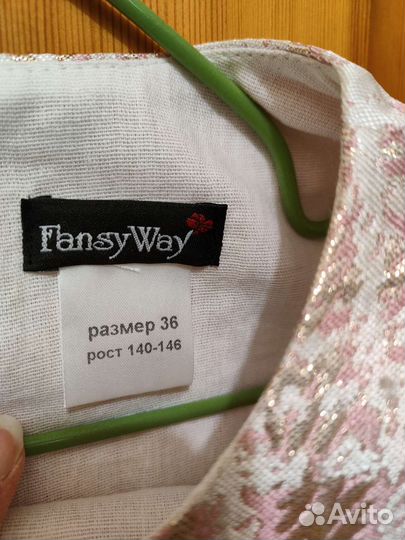 FansyWay
размер 36
рост 140-146
Avito